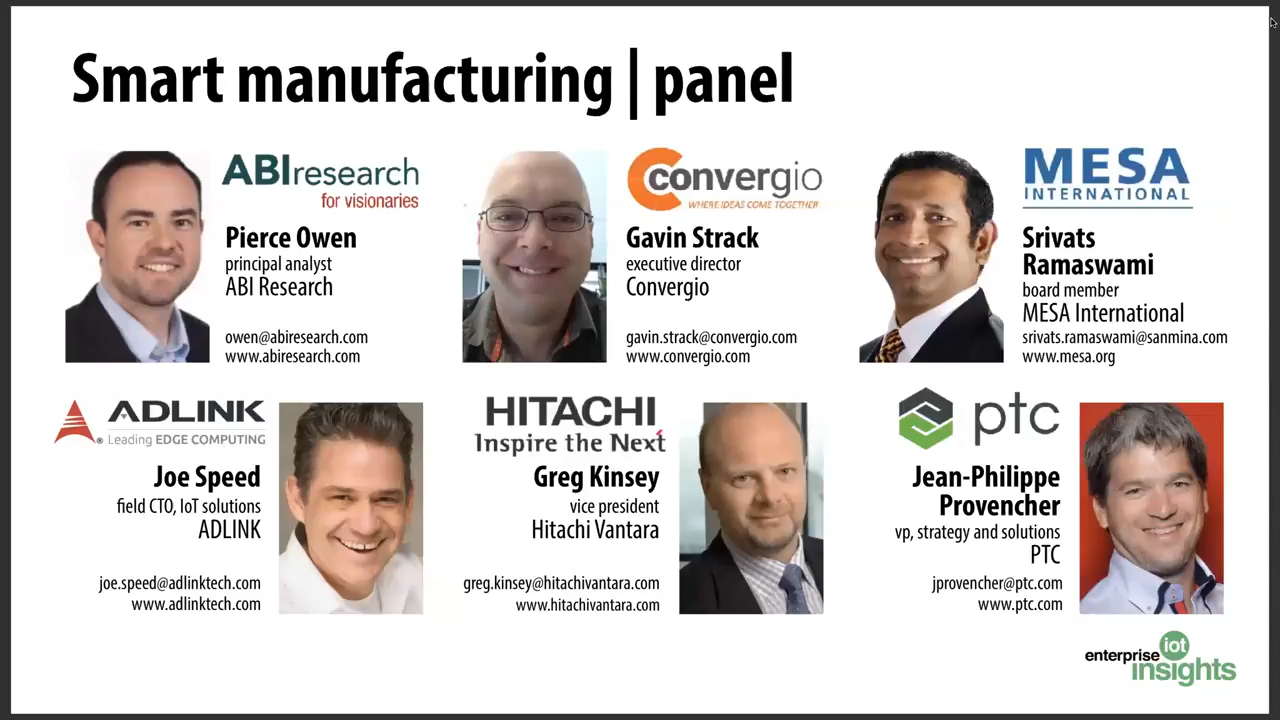 Smart manufacturing | panel
ABIresearch
for visionaries
Pierce Owen
principal analyst
ABI Research
owen@abiresearch.com
www.abiresearch.com
convergio
WHERE IDEAS COME TOGETHER
Gavin Strack
executive director
Convergio
gavin.strack@convergio.com
www.convergio.com
MESA
INTERNATIONAL
Srivats
Ramaswami
board member
MESA International
srivats.ramaswami@sanmina.com
www.mesa.org
ADLINK
Leading EDGE COMPUTING
Joe Speed
field CTO, IoT solutions
ADLINK
joe.speed@adlinktech.com
www.adlinktech.com
HITACHI
Inspire the Next
Greg Kinsey
vice president
Hitachi Vantara
greg.kinsey@hitachivantara.com
www.hitachivantara.com
ptc
Jean-Philippe
Provencher
vp, strategy and solutions
PTC
jprovencher@ptc.com
www.ptc.com
enterprise iot
insights